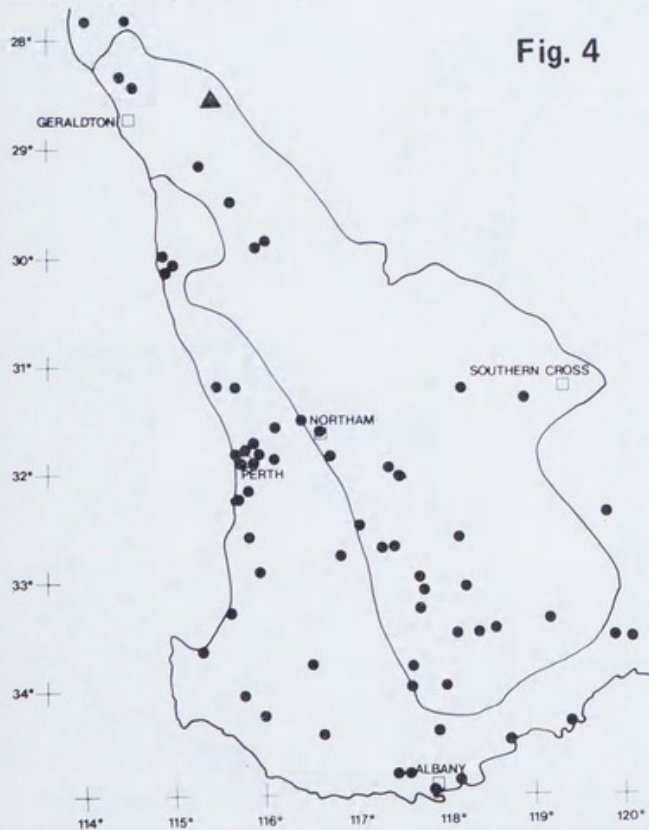 Fig. 4
28°
GERALDTON
29°
30°
31°
SOUTHERN CROSS
NORTHAM
32°
PERTH
33°
34°
ALBANY
114°
115°
116°
117°
118°
119°
120°